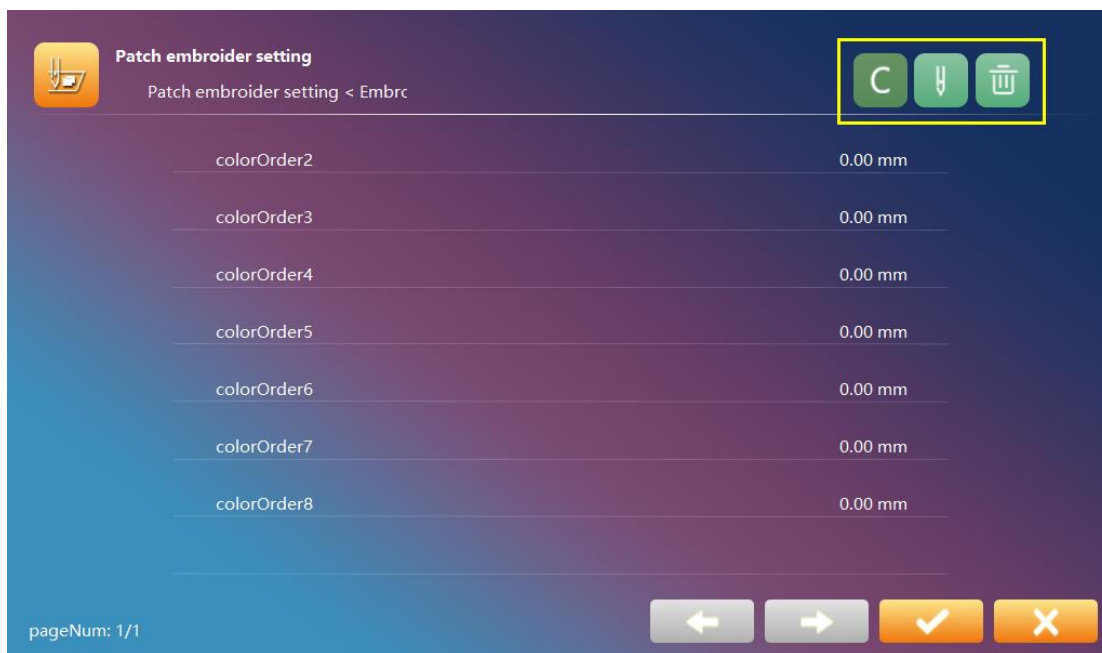 Patch embroider setting
Patch embroider setting < Embrc
C
colorOrder2 0.00 mm
colorOrder3 0.00 mm
colorOrder4 0.00 mm
colorOrder5 0.00 mm
colorOrder6 0.00 mm
colorOrder7 0.00 mm
colorOrder8 0.00 mm
pageNum: 1/1